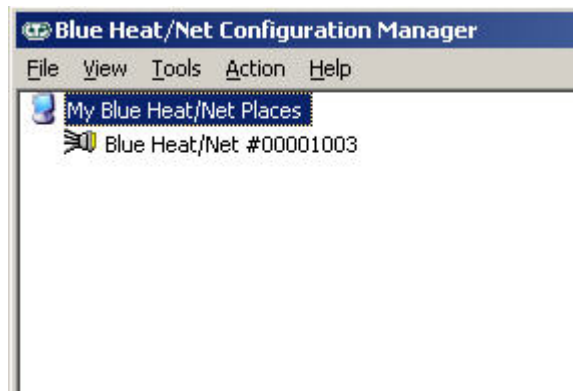 CTS Blue Heat/Net Configuration Manager
File View Tools Action Help
My Blue Heat/Net Places
Blue Heat/Net #00001003